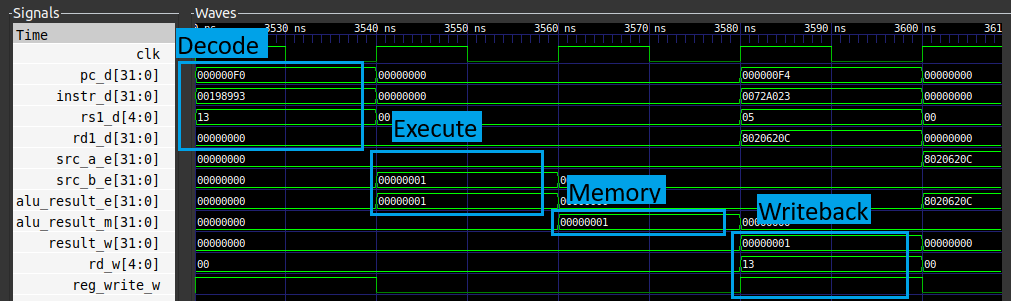 Signals
Waves
Time
ns 3530 ns 3540 ns 3550 ns 3560 ns 3570 ns 3580 ns 3590 ns 3600 ns 361
clk
Decode
pc_d[31:0] 000000F0 00000000 000000F4 00000000
instr_d[31:0] 00198993 00000000 0072A023 00000000
rs1_d[4:0] 13 00 05 00
Execute
rd1_d[31:0] 00000000 8020620C 00000000
src_a_e[31:0] 00000000 8020620C
src_b_e[31:0] 00000000 00000001
Memory
alu_result_e[31:0] 00000000 00000001 8020620C
Writeback
alu_result_m[31:0] 00000000 00000001
result_w[31:0] 00000000 00000001 00000000
rd_w[4:0] 00 13 00
reg_write_w